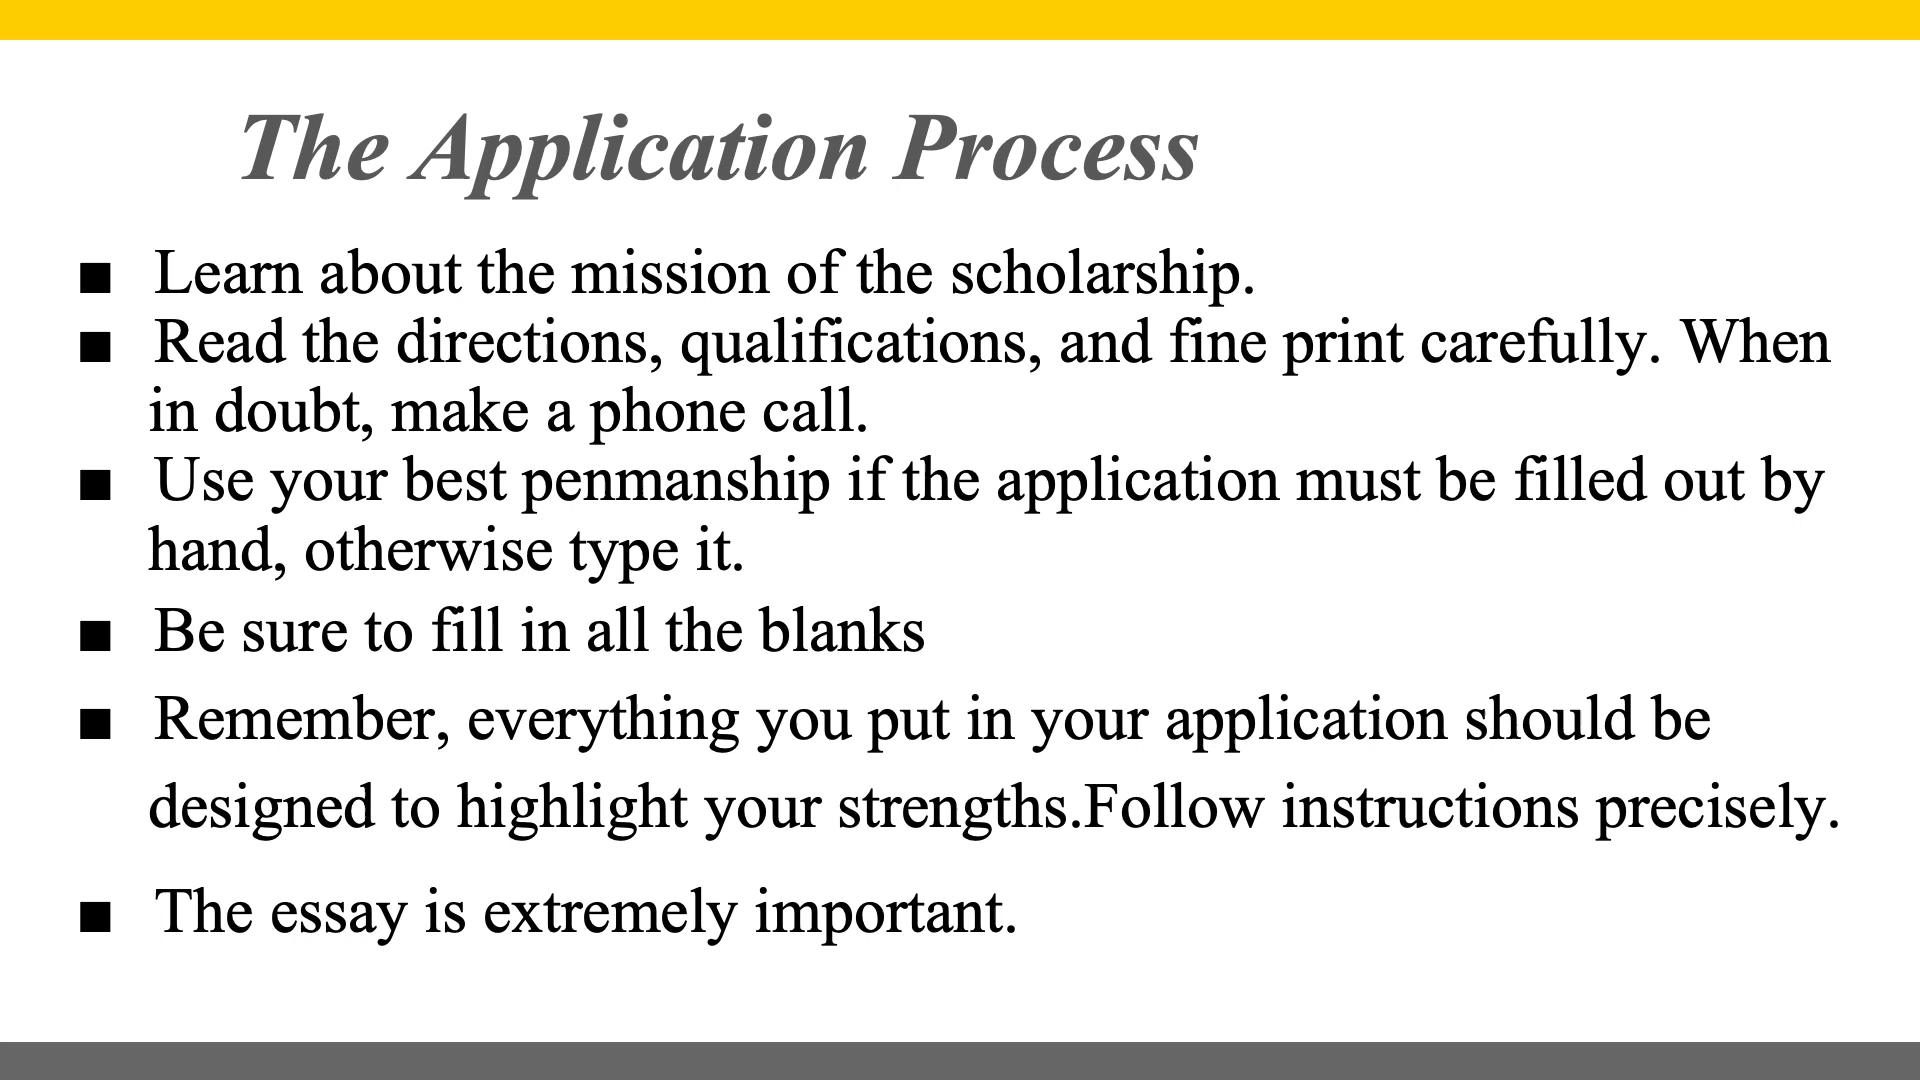 The Application Process
■ Learn about the mission of the scholarship.
■ Read the directions, qualifications, and fine print carefully. When
in doubt, make a phone call.
■ Use your best penmanship if the application must be filled out by
hand, otherwise type it.
■ Be sure to fill in all the blanks
■ Remember, everything you put in your application should be
designed to highlight your strengths.Follow instructions precisely.
■ The essay is extremely important.